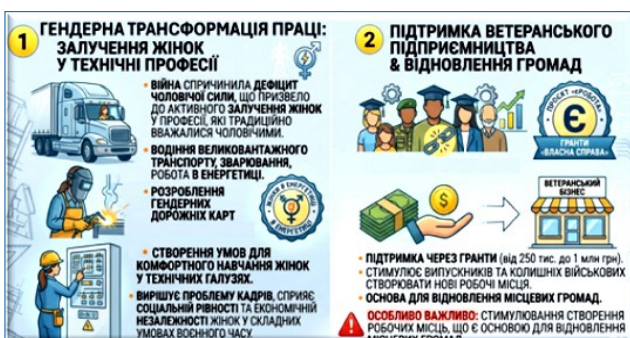 1
ГЕНДЕРНА ТРАНСФОРМАЦІЯ ПРАЦІ:
ЗАЛУЧЕННЯ ЖІНОК
У ТЕХНІЧНІ ПРОФЕСІЇ
• ВІЙНА СПРИЧИНИЛА ДЕФІЦИТ
ЧОЛОВІЧОЇ СИЛИ, ЩО ПРИЗВЕЛО
ДО АКТИВНОГО ЗАЛУЧЕННЯ ЖІНОК
У ПРОФЕСІЇ, ЯКІ ТРАДИЦІЙНО
ВВАЖАЛИСЯ ЧОЛОВІЧИМИ.
• ВОДІННЯ ВЕЛИКОВАНТАЖНОГО
ТРАНСПОРТУ, ЗВАРЮВАННЯ,
РОБОТА В ЕНЕРГЕТИЦІ.
• РОЗРОБЛЕННЯ
ГЕНДЕРНИХ
ДОРОЖНІХ КАРТ
В ЕНЕРГЕТИЦІ
• СТВОРЕННЯ УМОВ ДЛЯ
КОМФОРТНОГО НАВЧАННЯ ЖІНОК
У ТЕХНІЧНИХ ГАЛУЗЯХ.
• ВИРІШУЄ ПРОБЛЕМУ КАДРІВ, СПРИЯЄ
СОЦІАЛЬНІЙ РІВНОСТІ ТА ЕКОНОМІЧНІЙ
НЕЗАЛЕЖНОСТІ ЖІНОК У СКЛАДНИХ
УМОВАХ ВОЄННОГО ЧАСУ.
2
ПІДТРИМКА ВЕТЕРАНСЬКОГО
ПІДПРИЄМНИЦТВА
& ВІДНОВЛЕННЯ ГРОМАД
ПРОЄКТ «ЄРОБОТА»
Є
ГРАНТИ
«ВЛАСНА СПРАВА»
$
ВЕТЕРАНСЬКИЙ
БІЗНЕС
• ПІДТРИМКА ЧЕРЕЗ ГРАНТИ (від 250 тис. до 1 млн грн).
• СТИМУЛЮЄ ВИПУСКНИКІВ ТА КОЛИШНІХ ВІЙСЬКОВИХ
СТВОРЮВАТИ НОВІ РОБОЧІ МІСЦЯ.
• ОСНОВА ДЛЯ ВІДНОВЛЕННЯ МІСЦЕВИХ ГРОМАД.
ОСОБЛИВО ВАЖЛИВО: СТИМУЛЮВАННЯ СТВОРЕННЯ
РОБОЧИХ МІСЦЬ, ЩО Є ОСНОВОЮ ДЛЯ ВІДНОВЛЕННЯ
МІСЦЕВИХ ГРОМАД